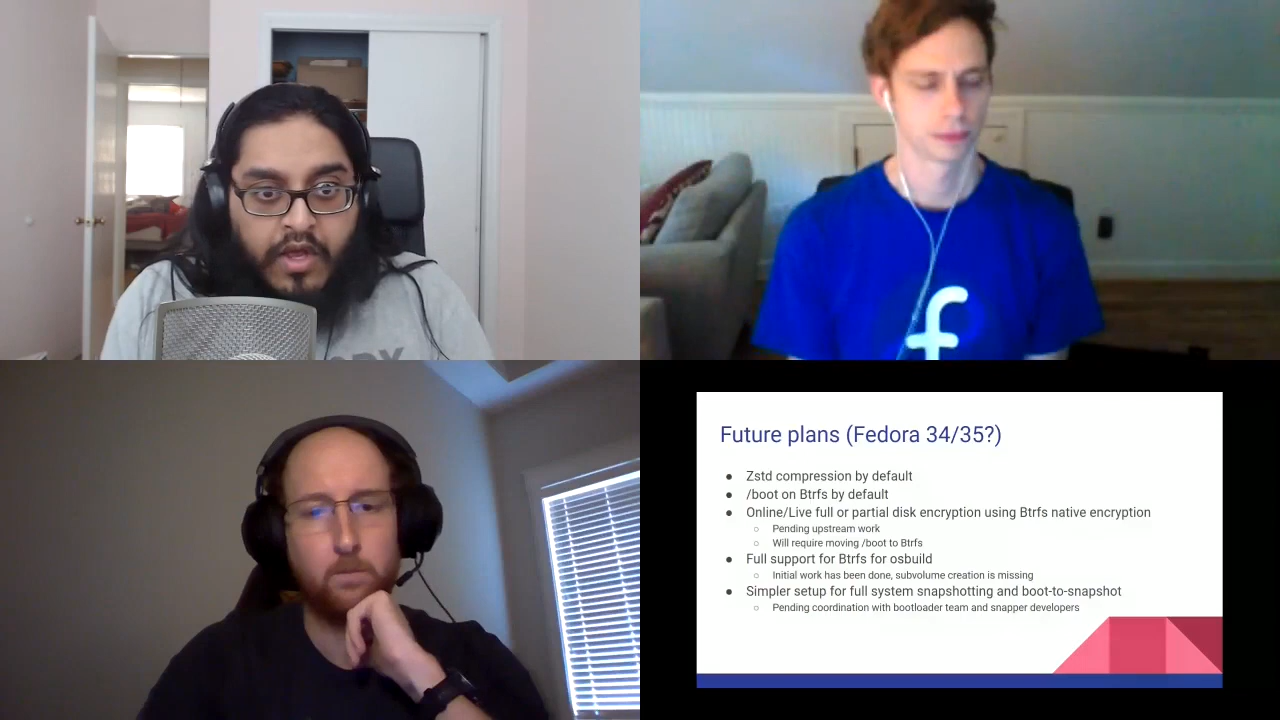 Future plans (Fedora 34/35?)
● Zstd compression by default
● /boot on Btrfs by default
● Online/Live full or partial disk encryption using Btrfs native encryption
○ Pending upstream work
○ Will require moving /boot to Btrfs
● Full support for Btrfs for osbuild
○ Initial work has been done, subvolume creation is missing
● Simpler setup for full system snapshotting and boot-to-snapshot
○ Pending coordination with bootloader team and snapper developers